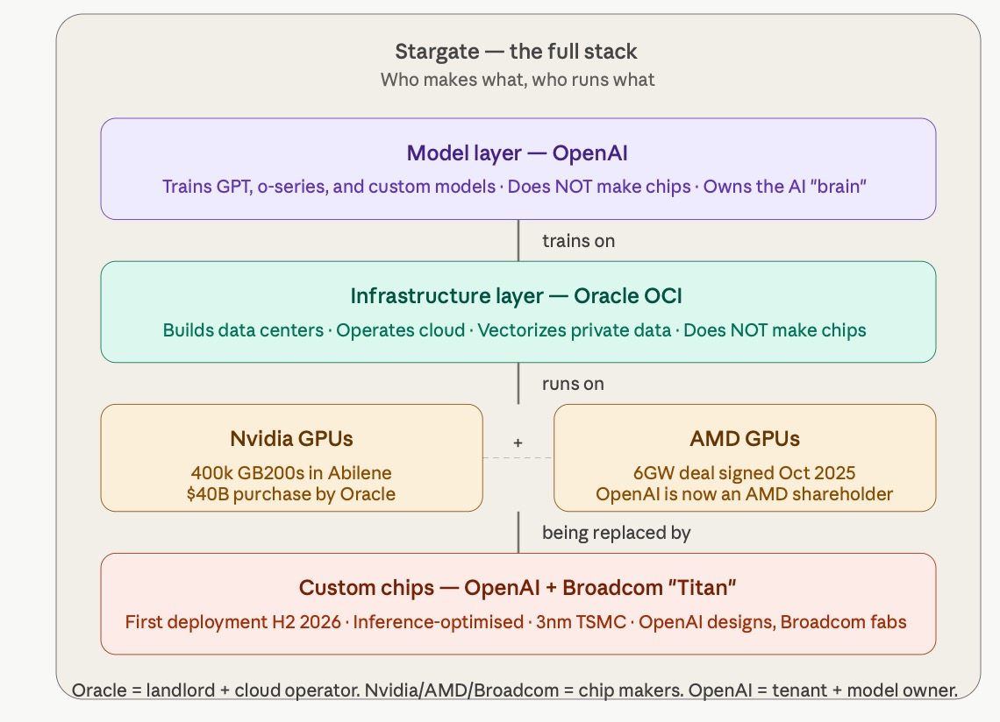 Stargate — the full stack
Who makes what, who runs what
Model layer — OpenAI
Trains GPT, o-series, and custom models · Does NOT make chips · Owns the AI "brain"
trains on
Infrastructure layer — Oracle OCI
Builds data centers · Operates cloud · Vectorizes private data · Does NOT make chips
runs on
Nvidia GPUs
400k GB200s in Abilene
$40B purchase by Oracle
+
AMD GPUs
6GW deal signed Oct 2025
OpenAI is now an AMD shareholder
being replaced by
Custom chips — OpenAI + Broadcom "Titan"
First deployment H2 2026 · Inference-optimised · 3nm TSMC · OpenAI designs, Broadcom fabs
Oracle = landlord + cloud operator. Nvidia/AMD/Broadcom = chip makers. OpenAI = tenant + model owner.